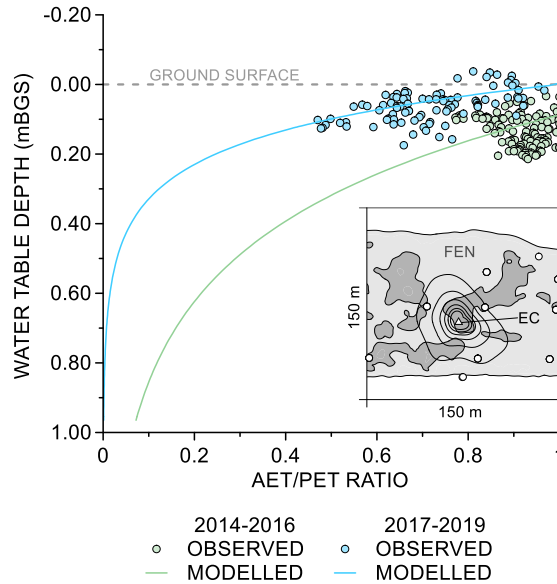 -0.20
0.00
0.20
0.40
0.60
0.80
1.00
WATER TABLE DEPTH (mBGS)
GROUND SURFACE
FEN
EC
150 m
150 m
0 0.2 0.4 0.6 0.8 1
AET/PET RATIO
2014-2016 2017-2019
OBSERVED OBSERVED
MODELLED MODELLED